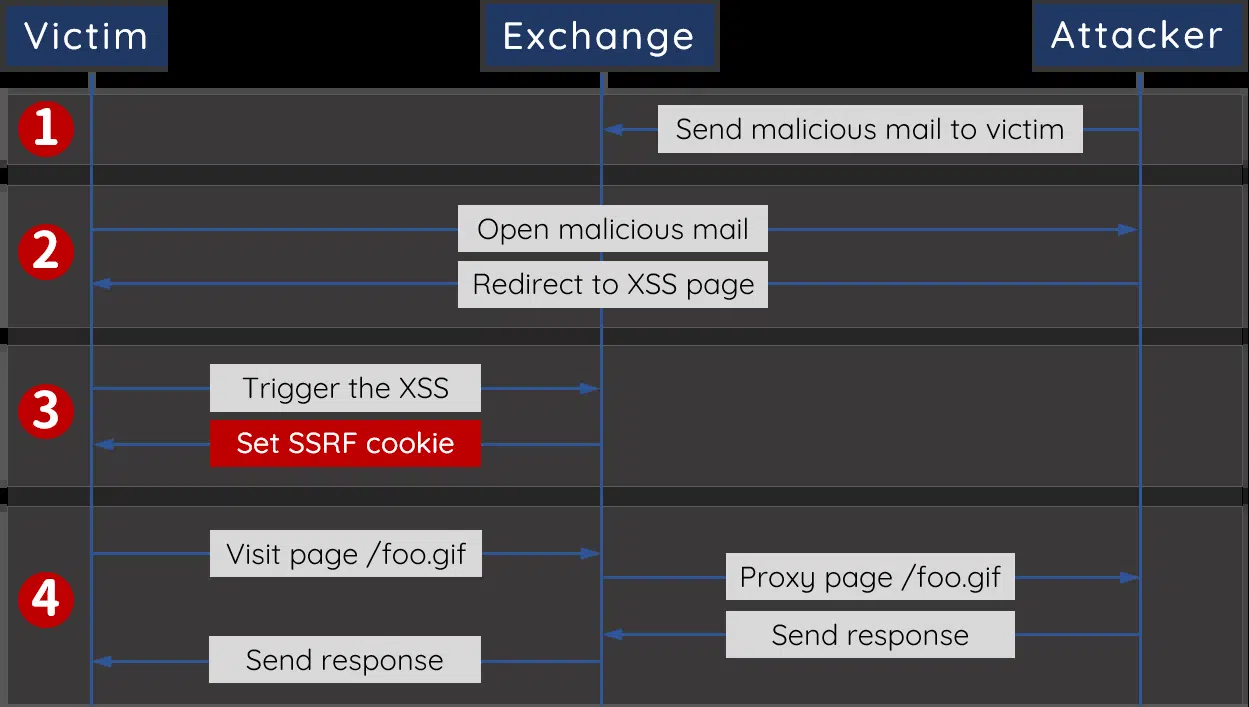 Victim
Exchange
Attacker
1
Send malicious mail to victim
2
Open malicious mail
Redirect to XSS page
3
Trigger the XSS
Set SSRF cookie
4
Visit page /foo.gif
Proxy page /foo.gif
Send response
Send response